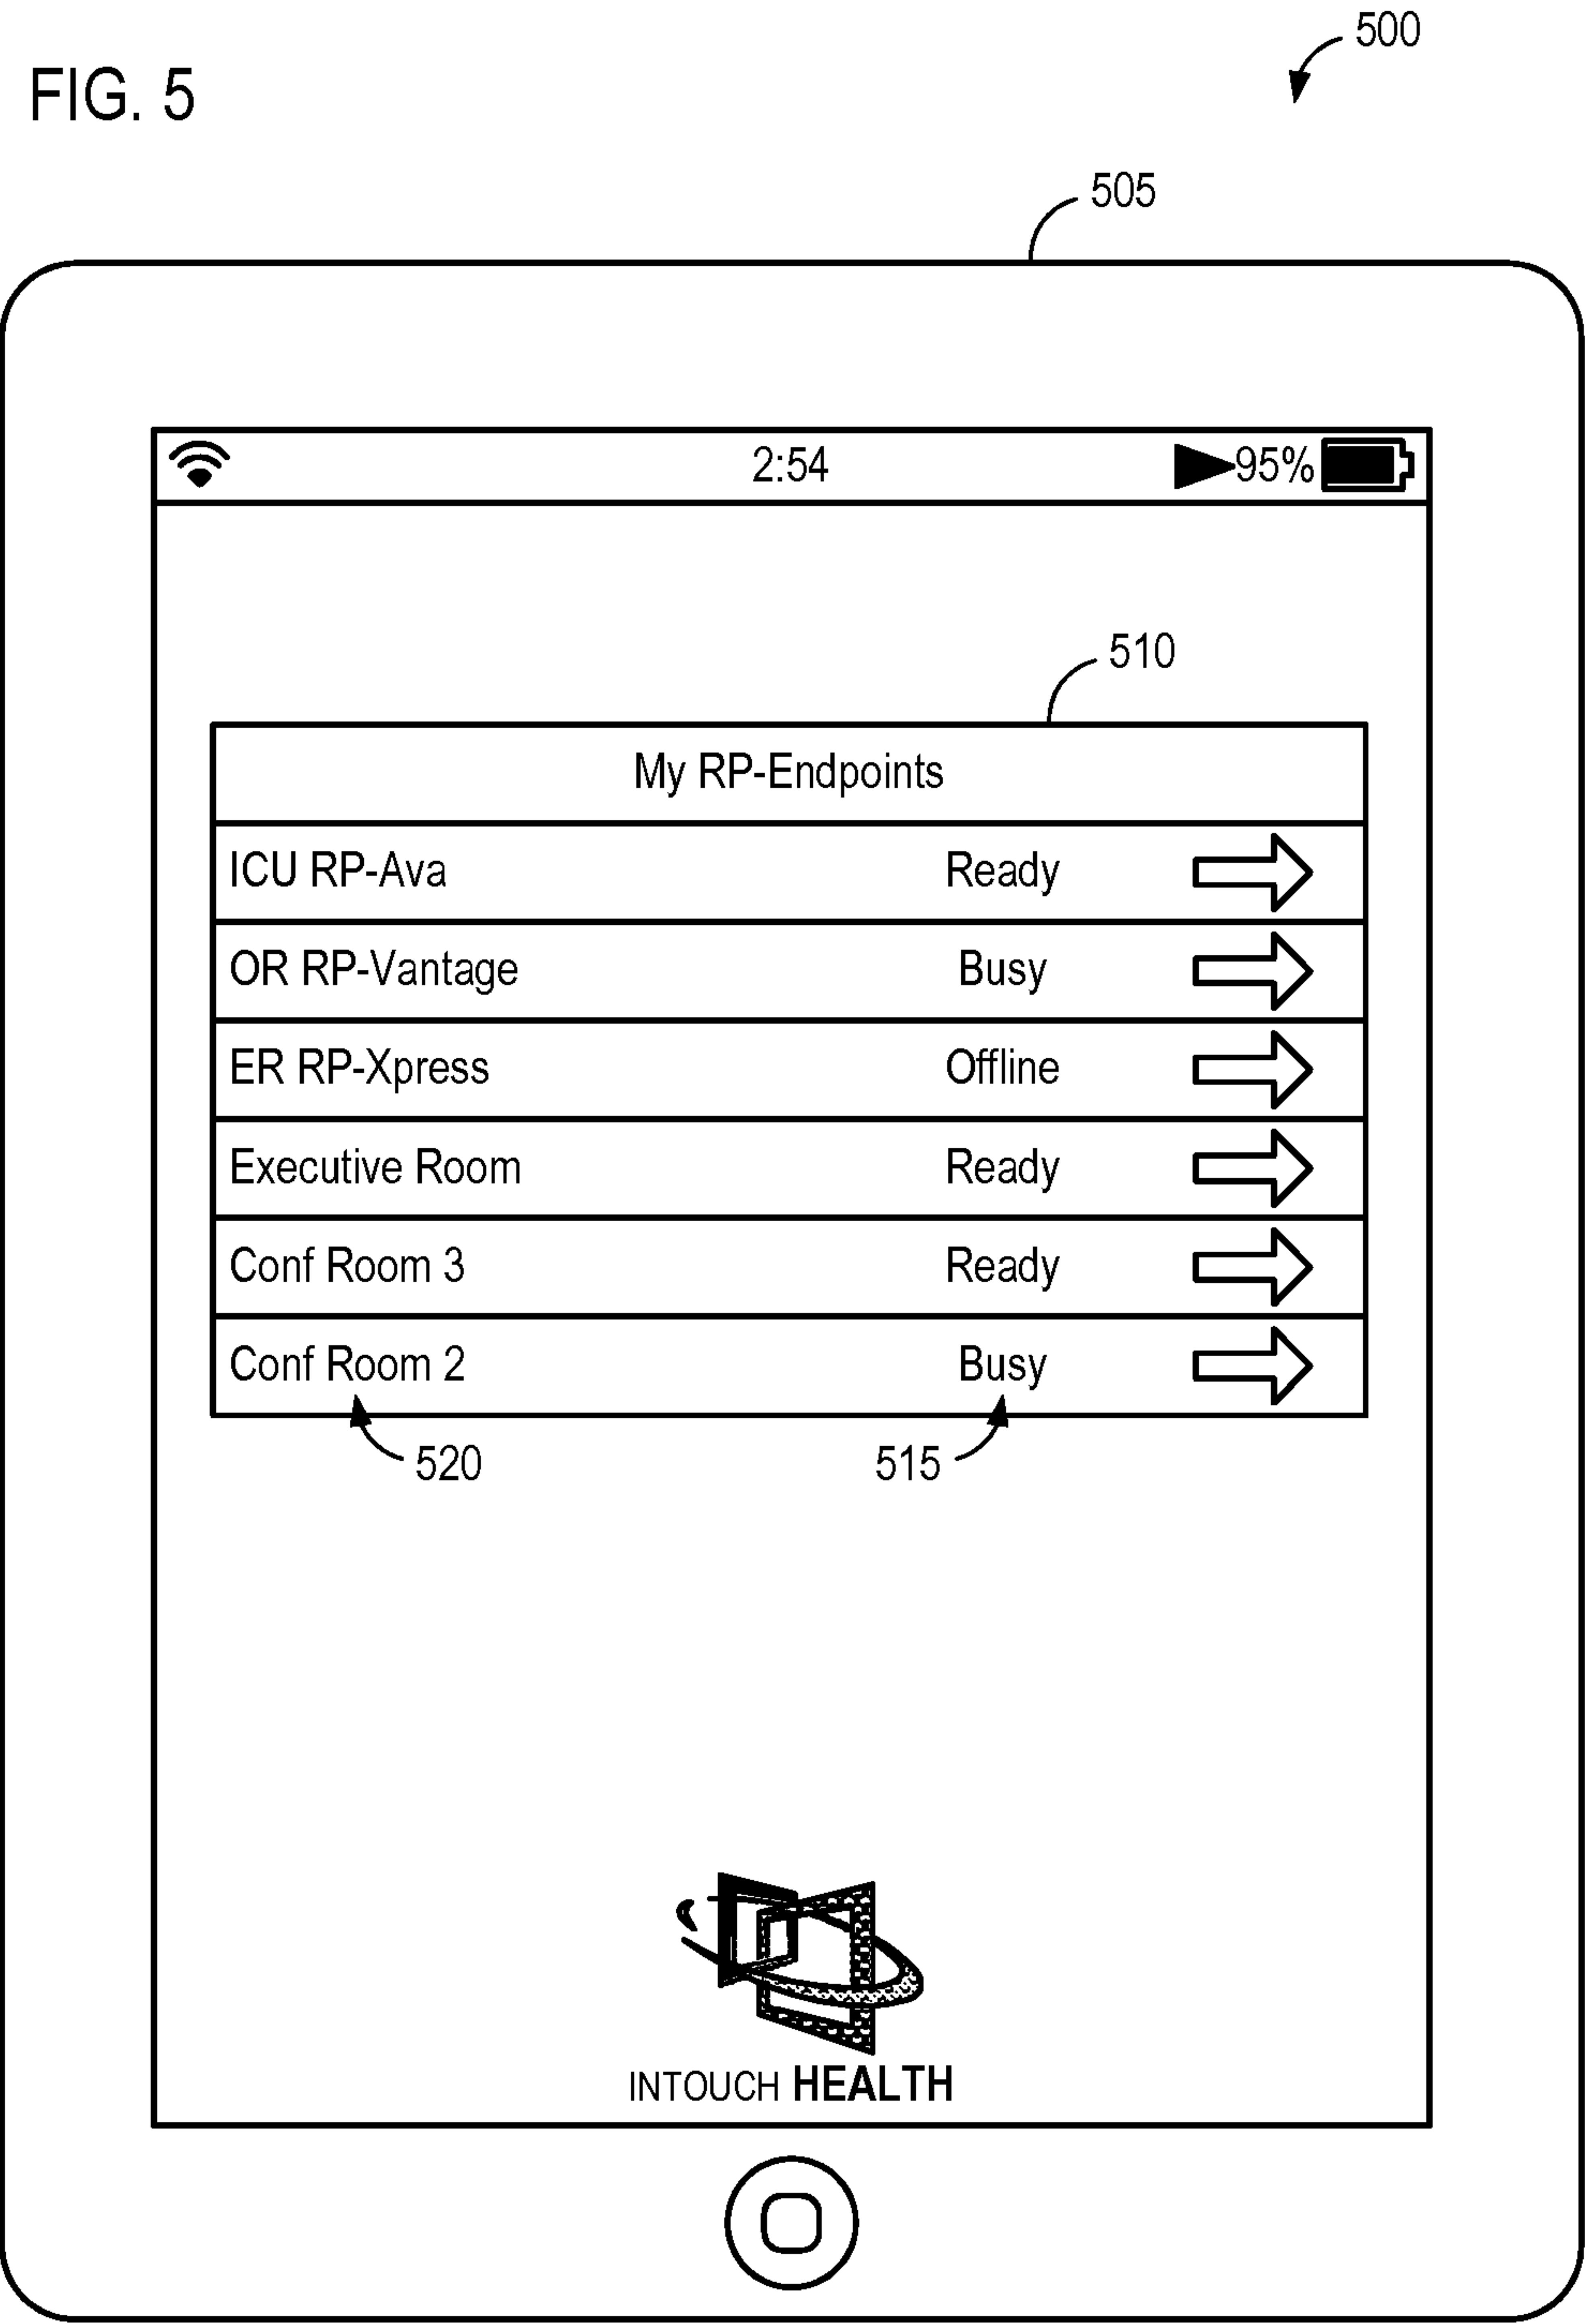 500
FIG. 5
505
2:54 95%
510
My RP-Endpoints
ICU RP-Ava Ready
OR RP-Vantage Busy
ER RP-Xpress Offline
Executive Room Ready
Conf Room 3 Ready
Conf Room 2 Busy
520 515
INTOUCH HEALTH